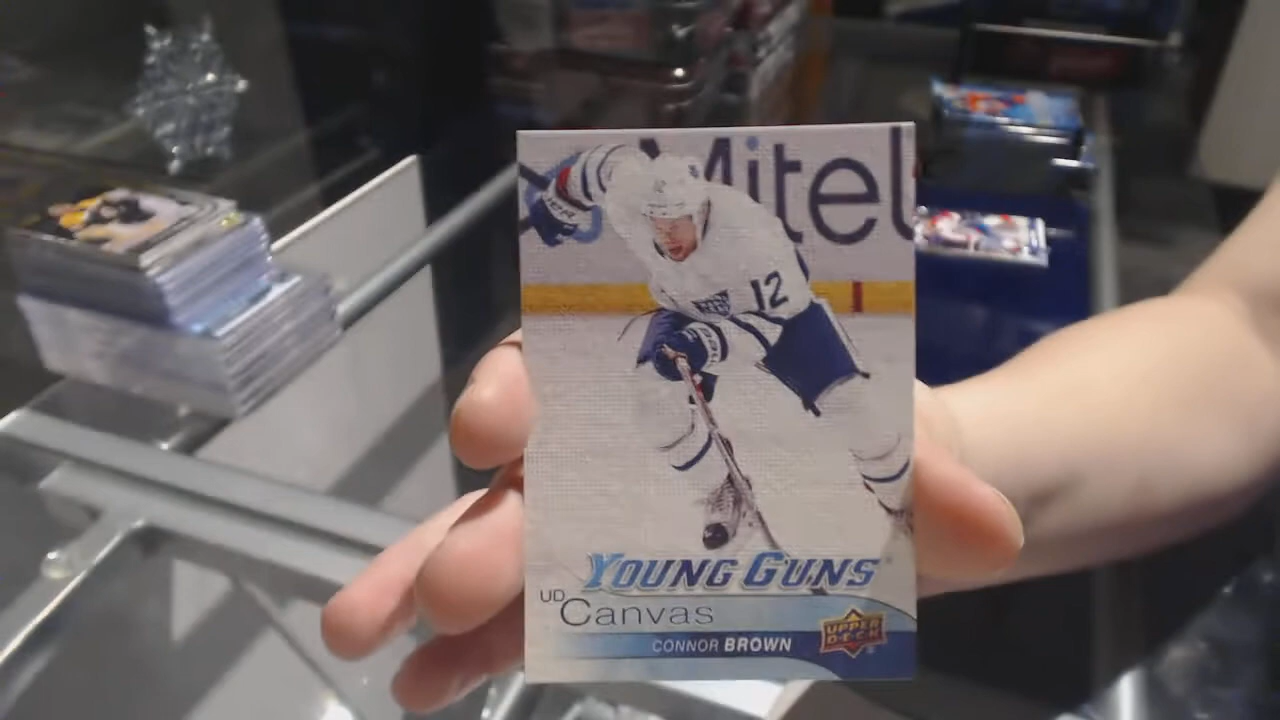 Mitel
12
YOUNG GUNS
UD Canvas
CONNOR BROWN
UPPER DECK